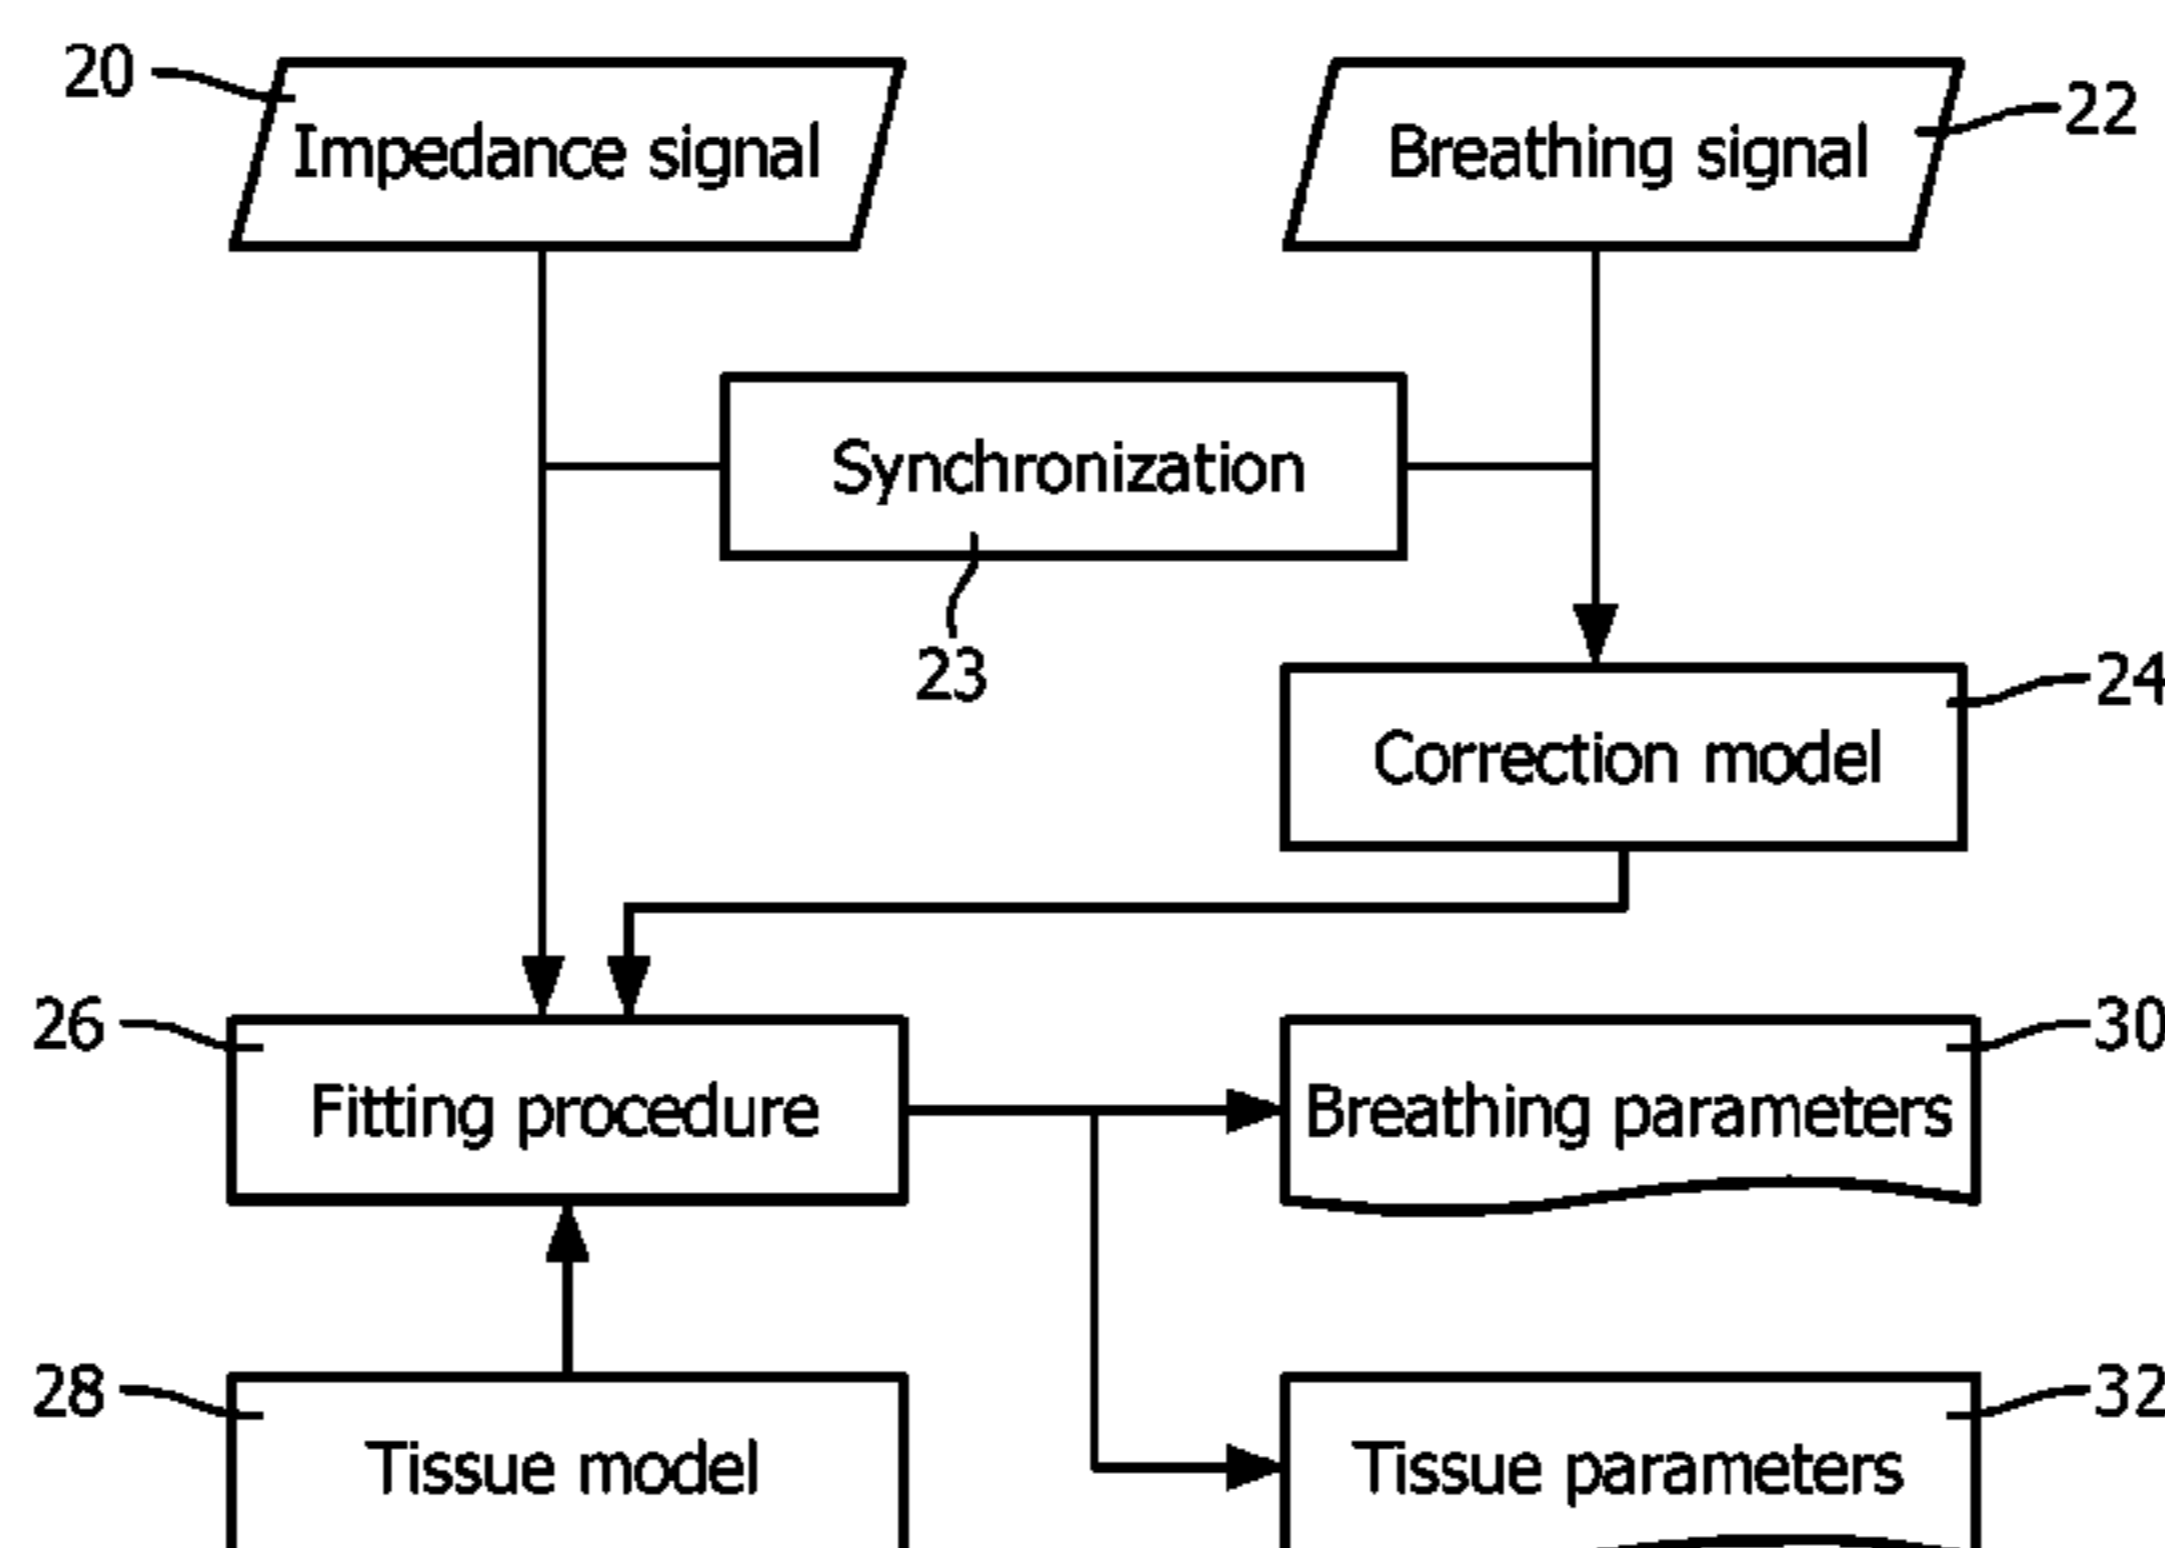 20
Impedance signal
Breathing signal
22
Synchronization
23
24
Correction model
26
30
Fitting procedure
Breathing parameters
28
32
Tissue model
Tissue parameters